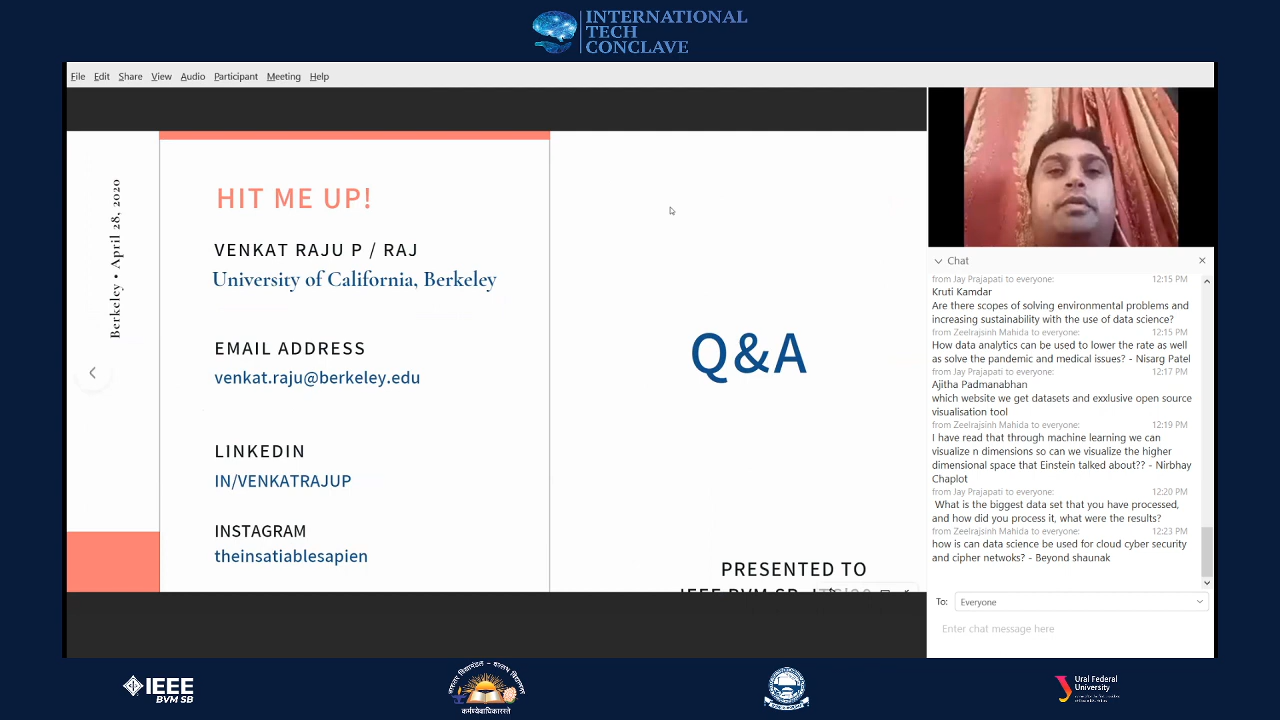 INTERNATIONAL
TECH
CONCLAVE
File Edit Share View Audio Participant Meeting Help
Berkeley • April 28, 2020
HIT ME UP!
VENKAT RAJU P / RAJ
University of California, Berkeley
EMAIL ADDRESS
venkat.raju@berkeley.edu
LINKEDIN
IN/VENKATRAJUP
INSTAGRAM
theinsatiablesapien
Q&A
PRESENTED TO
IEEE BVM SB
Chat
from Jay Prajapati to everyone: 12:15 PM
Kruti Kamdar
Are there scopes of solving environmental problems and
increasing sustainability with the use of data science?
from Zeelrajsinh Mahida to everyone: 12:15 PM
How data analytics can be used to lower the rate as well
as solve the pandemic and medical issues? - Nisarg Patel
from Jay Prajapati to everyone: 12:17 PM
Ajitha Padmanabhan
which website we get datasets and exxlusive open source
visualisation tool
from Zeelrajsinh Mahida to everyone: 12:19 PM
I have read that through machine learning we can
visualize n dimensions so can we visualize the higher
dimensional space that Einstein talked about?? - Nirbhay
Chaplot
from Jay Prajapati to everyone: 12:20 PM
What is the biggest data set that you have processed,
and how did you process it, what were the results?
from Zeelrajsinh Mahida to everyone: 12:23 PM
how is can data science be used for cloud cyber security
and cipher netwoks? - Beyond shaunak
To: Everyone
Enter chat message here
IEEE
BVM SB
कर्मण्येवाधिकारस्ते
Ural Federal
University